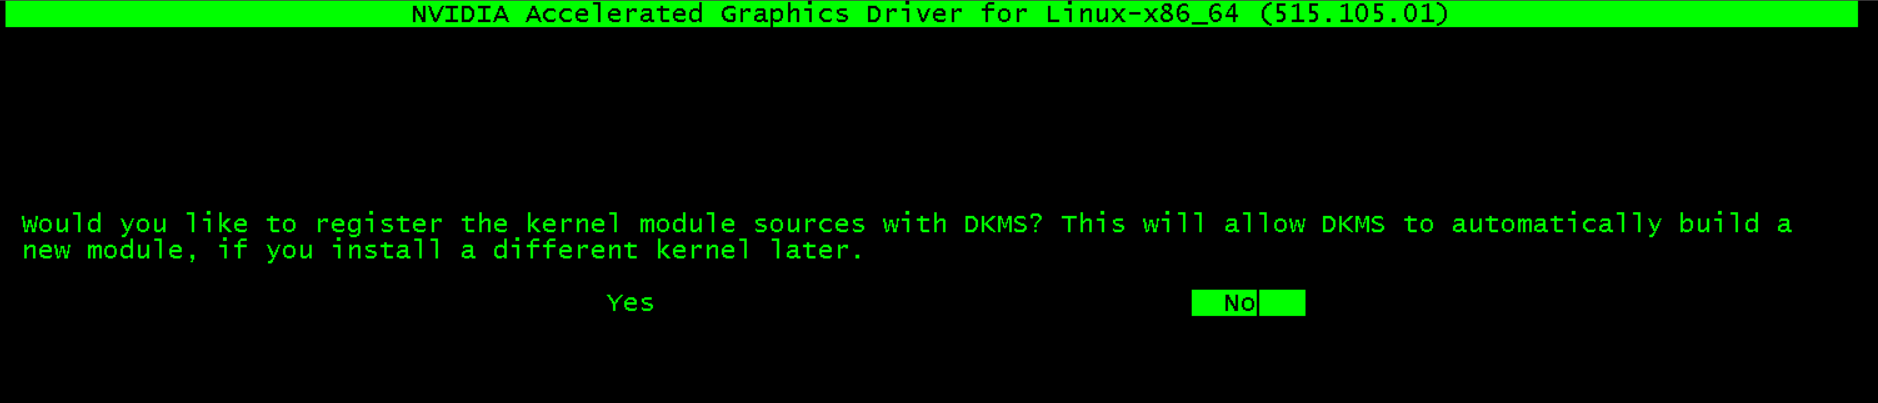 NVIDIA Accelerated Graphics Driver for Linux-x86_64 (515.105.01)
Would you like to register the kernel module sources with DKMS? This will allow DKMS to automatically build a
new module, if you install a different kernel later.
Yes No